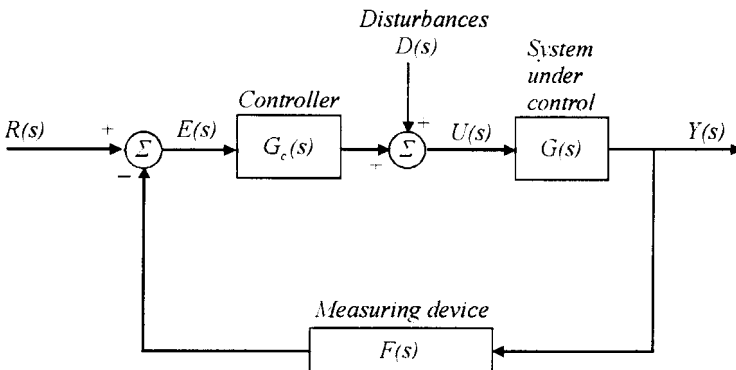 Disturbances
D(s)
System
under
control
Controller
R(s)
+
Σ
−
E(s)
G_c(s)
+
+
Σ
U(s)
G(s)
Y(s)
Measuring device
F(s)